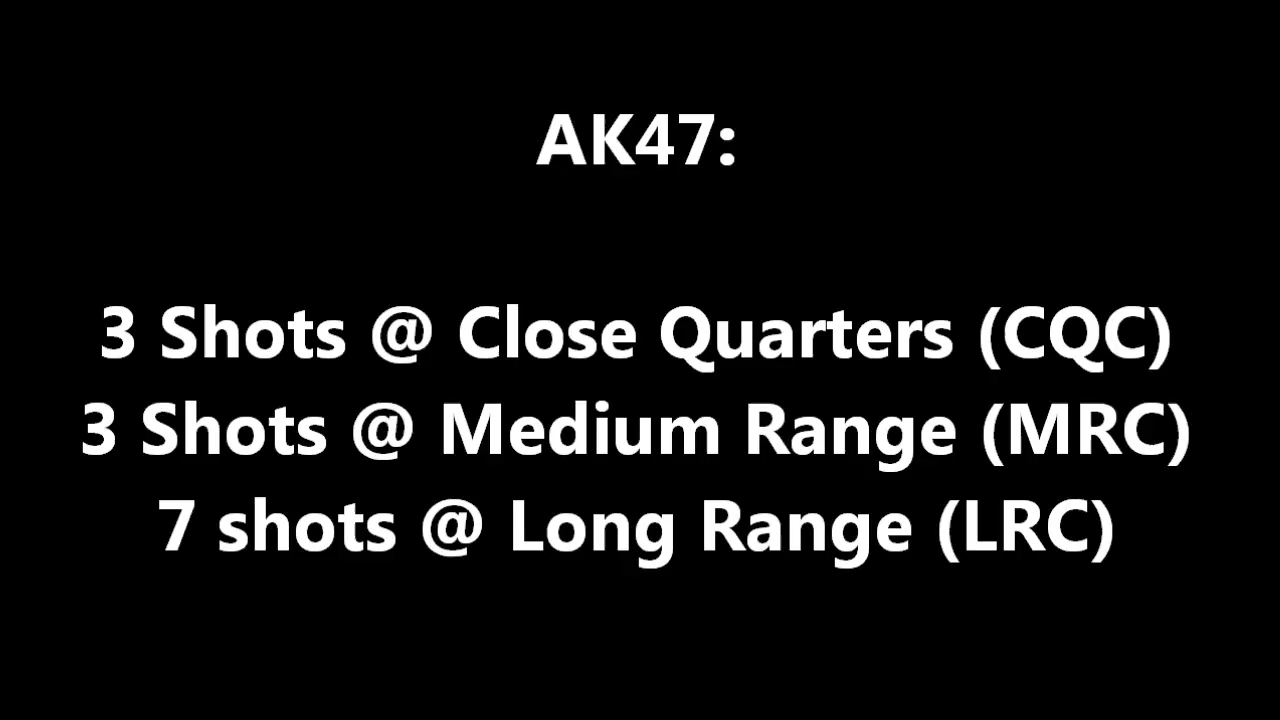 AK47:
3 Shots @ Close Quarters (CQC)
3 Shots @ Medium Range (MRC)
7 shots @ Long Range (LRC)